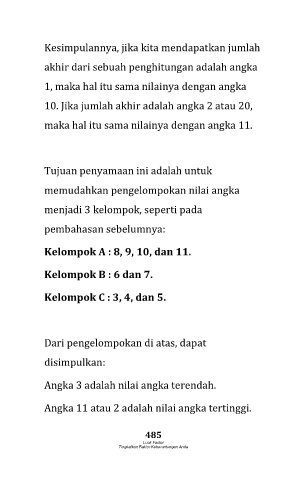 Kesimpulannya, jika kita mendapatkan jumlah
akhir dari sebuah penghitungan adalah angka
1, maka hal itu sama nilainya dengan angka
10. Jika jumlah akhir adalah angka 2 atau 20,
maka hal itu sama nilainya dengan angka 11.
Tujuan penyamaan ini adalah untuk
memudahkan pengelompokan nilai angka
menjadi 3 kelompok, seperti pada
pembahasan sebelumnya:
Kelompok A : 8, 9, 10, dan 11.
Kelompok B : 6 dan 7.
Kelompok C : 3, 4, dan 5.
Dari pengelompokan di atas, dapat
disimpulkan:
Angka 3 adalah nilai angka terendah.
Angka 11 atau 2 adalah nilai angka tertinggi.
485
Tingkatkan Faktor Keberuntungan Anda